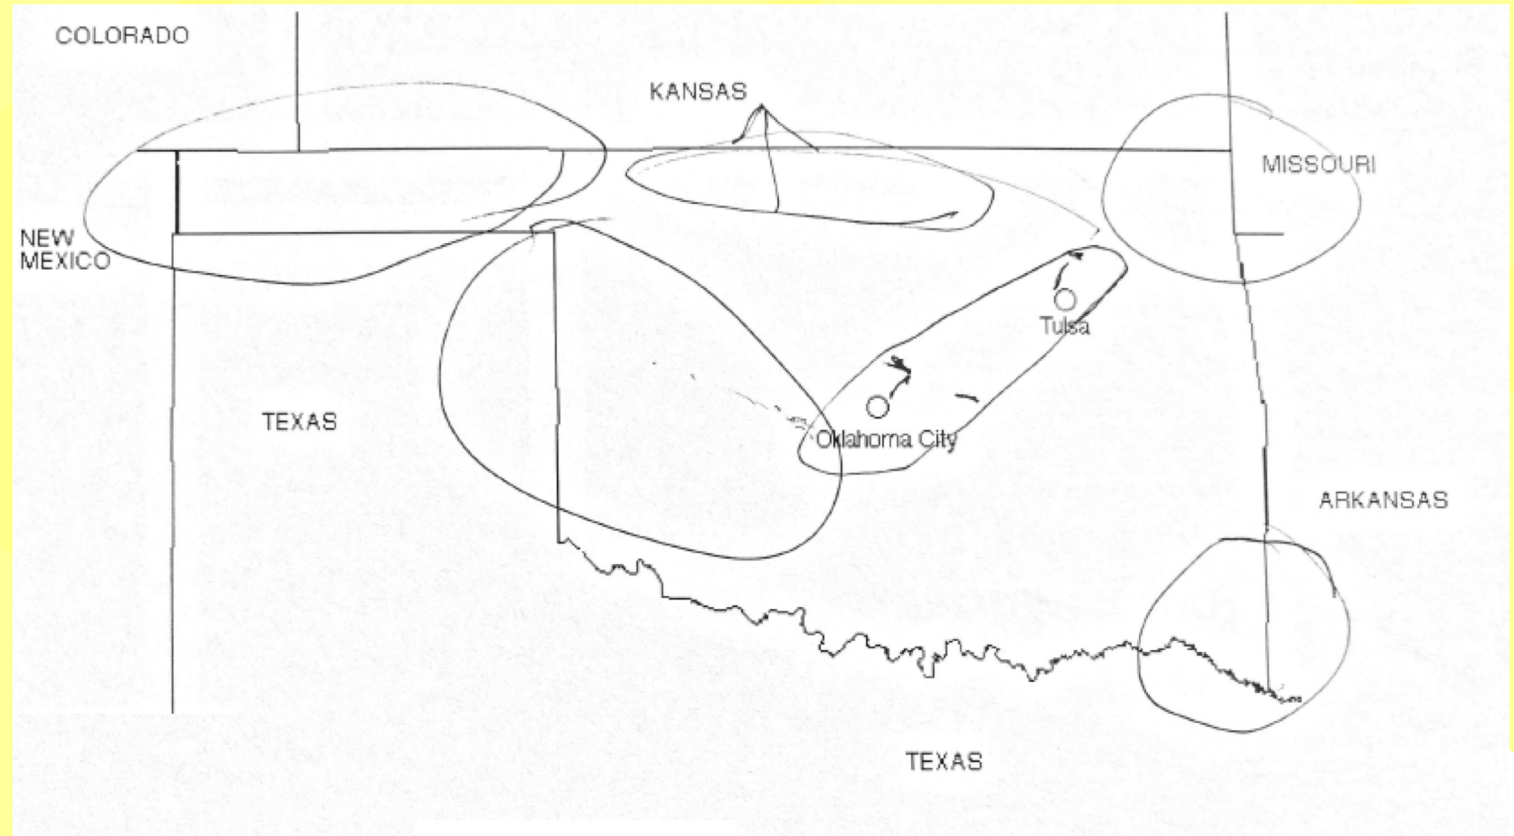 COLORADO
KANSAS
MISSOURI
NEW
MEXICO
Tulsa
TEXAS
Oklahoma City
ARKANSAS
TEXAS